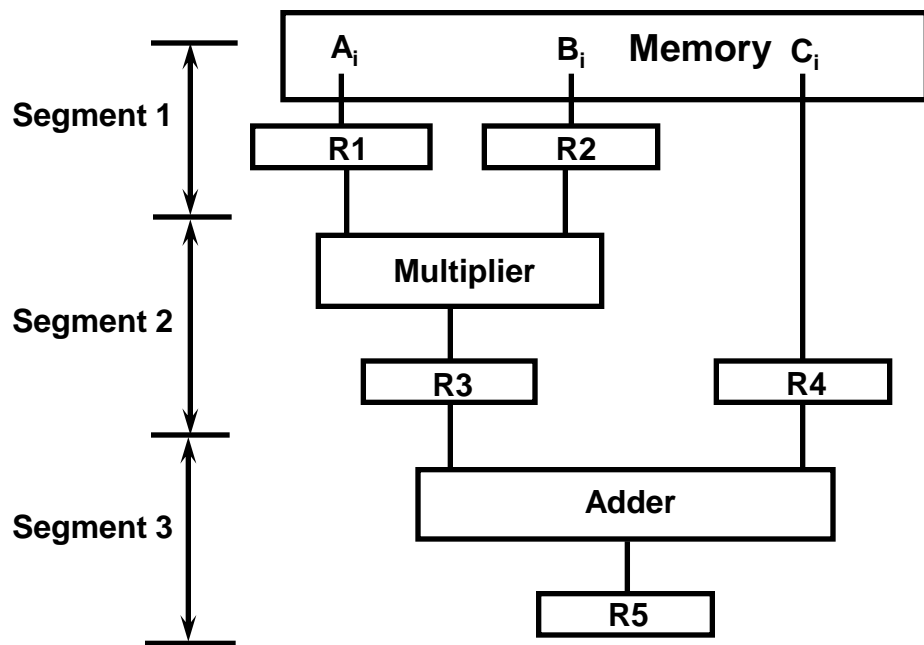 A_i B_i Memory C_i
Segment 1
R1 R2
Multiplier
Segment 2
R3 R4
Adder
Segment 3
R5